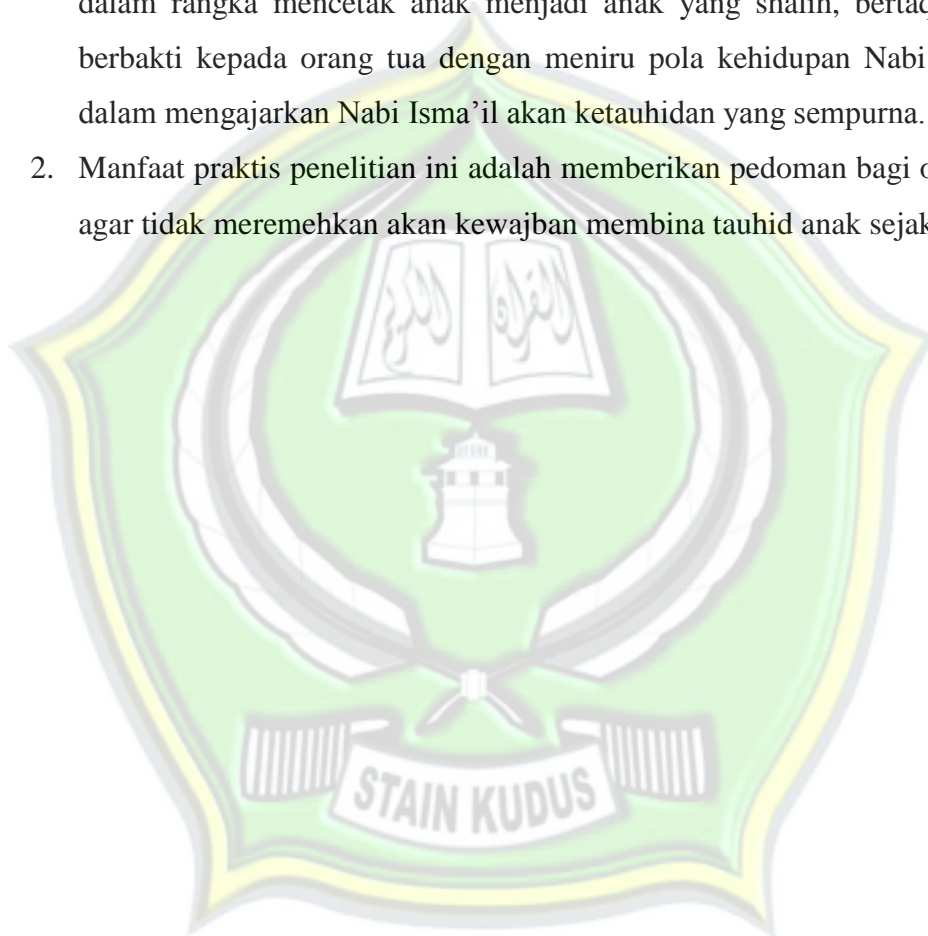 dalam rangka mencetak anak menjadi anak yang shalih,
berbakti kepada orang tua dengan meniru pola kehidupan Nabi
dalam mengajarkan Nabi Isma’il akan ketauhidan yang sempurna.
2. Manfaat praktis penelitian ini adalah memberikan pedoman bagi
agar tidak meremehkan akan kewajban membina tauhid anak sejak
STAIN KUDUS